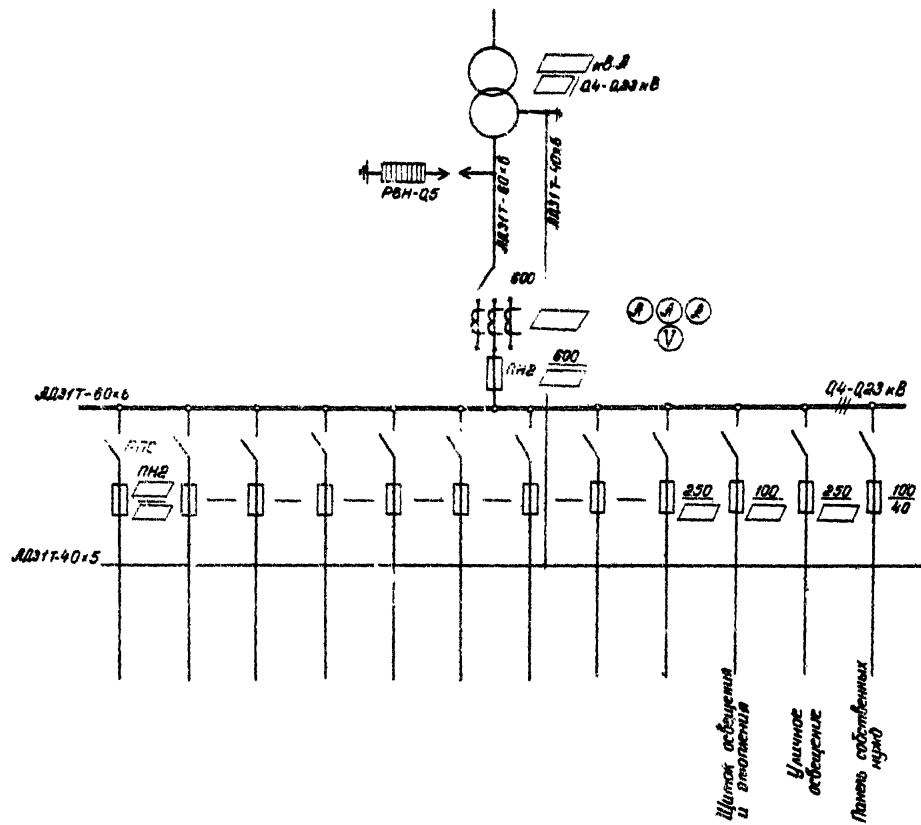 кВ·А
0,4-0,23 кВ
АД31Т-60×6
АД31Т-40×6
РВН-0,5
600
А А А
V
ПН2
600
АД31Т-60×6
0,4-0,23 кВ
РПС
ПН2
250
100
250
100
40
АД31Т-40×5
Щиток освещения
и отопления
Уличное
освещение
Панель собственных
нужд